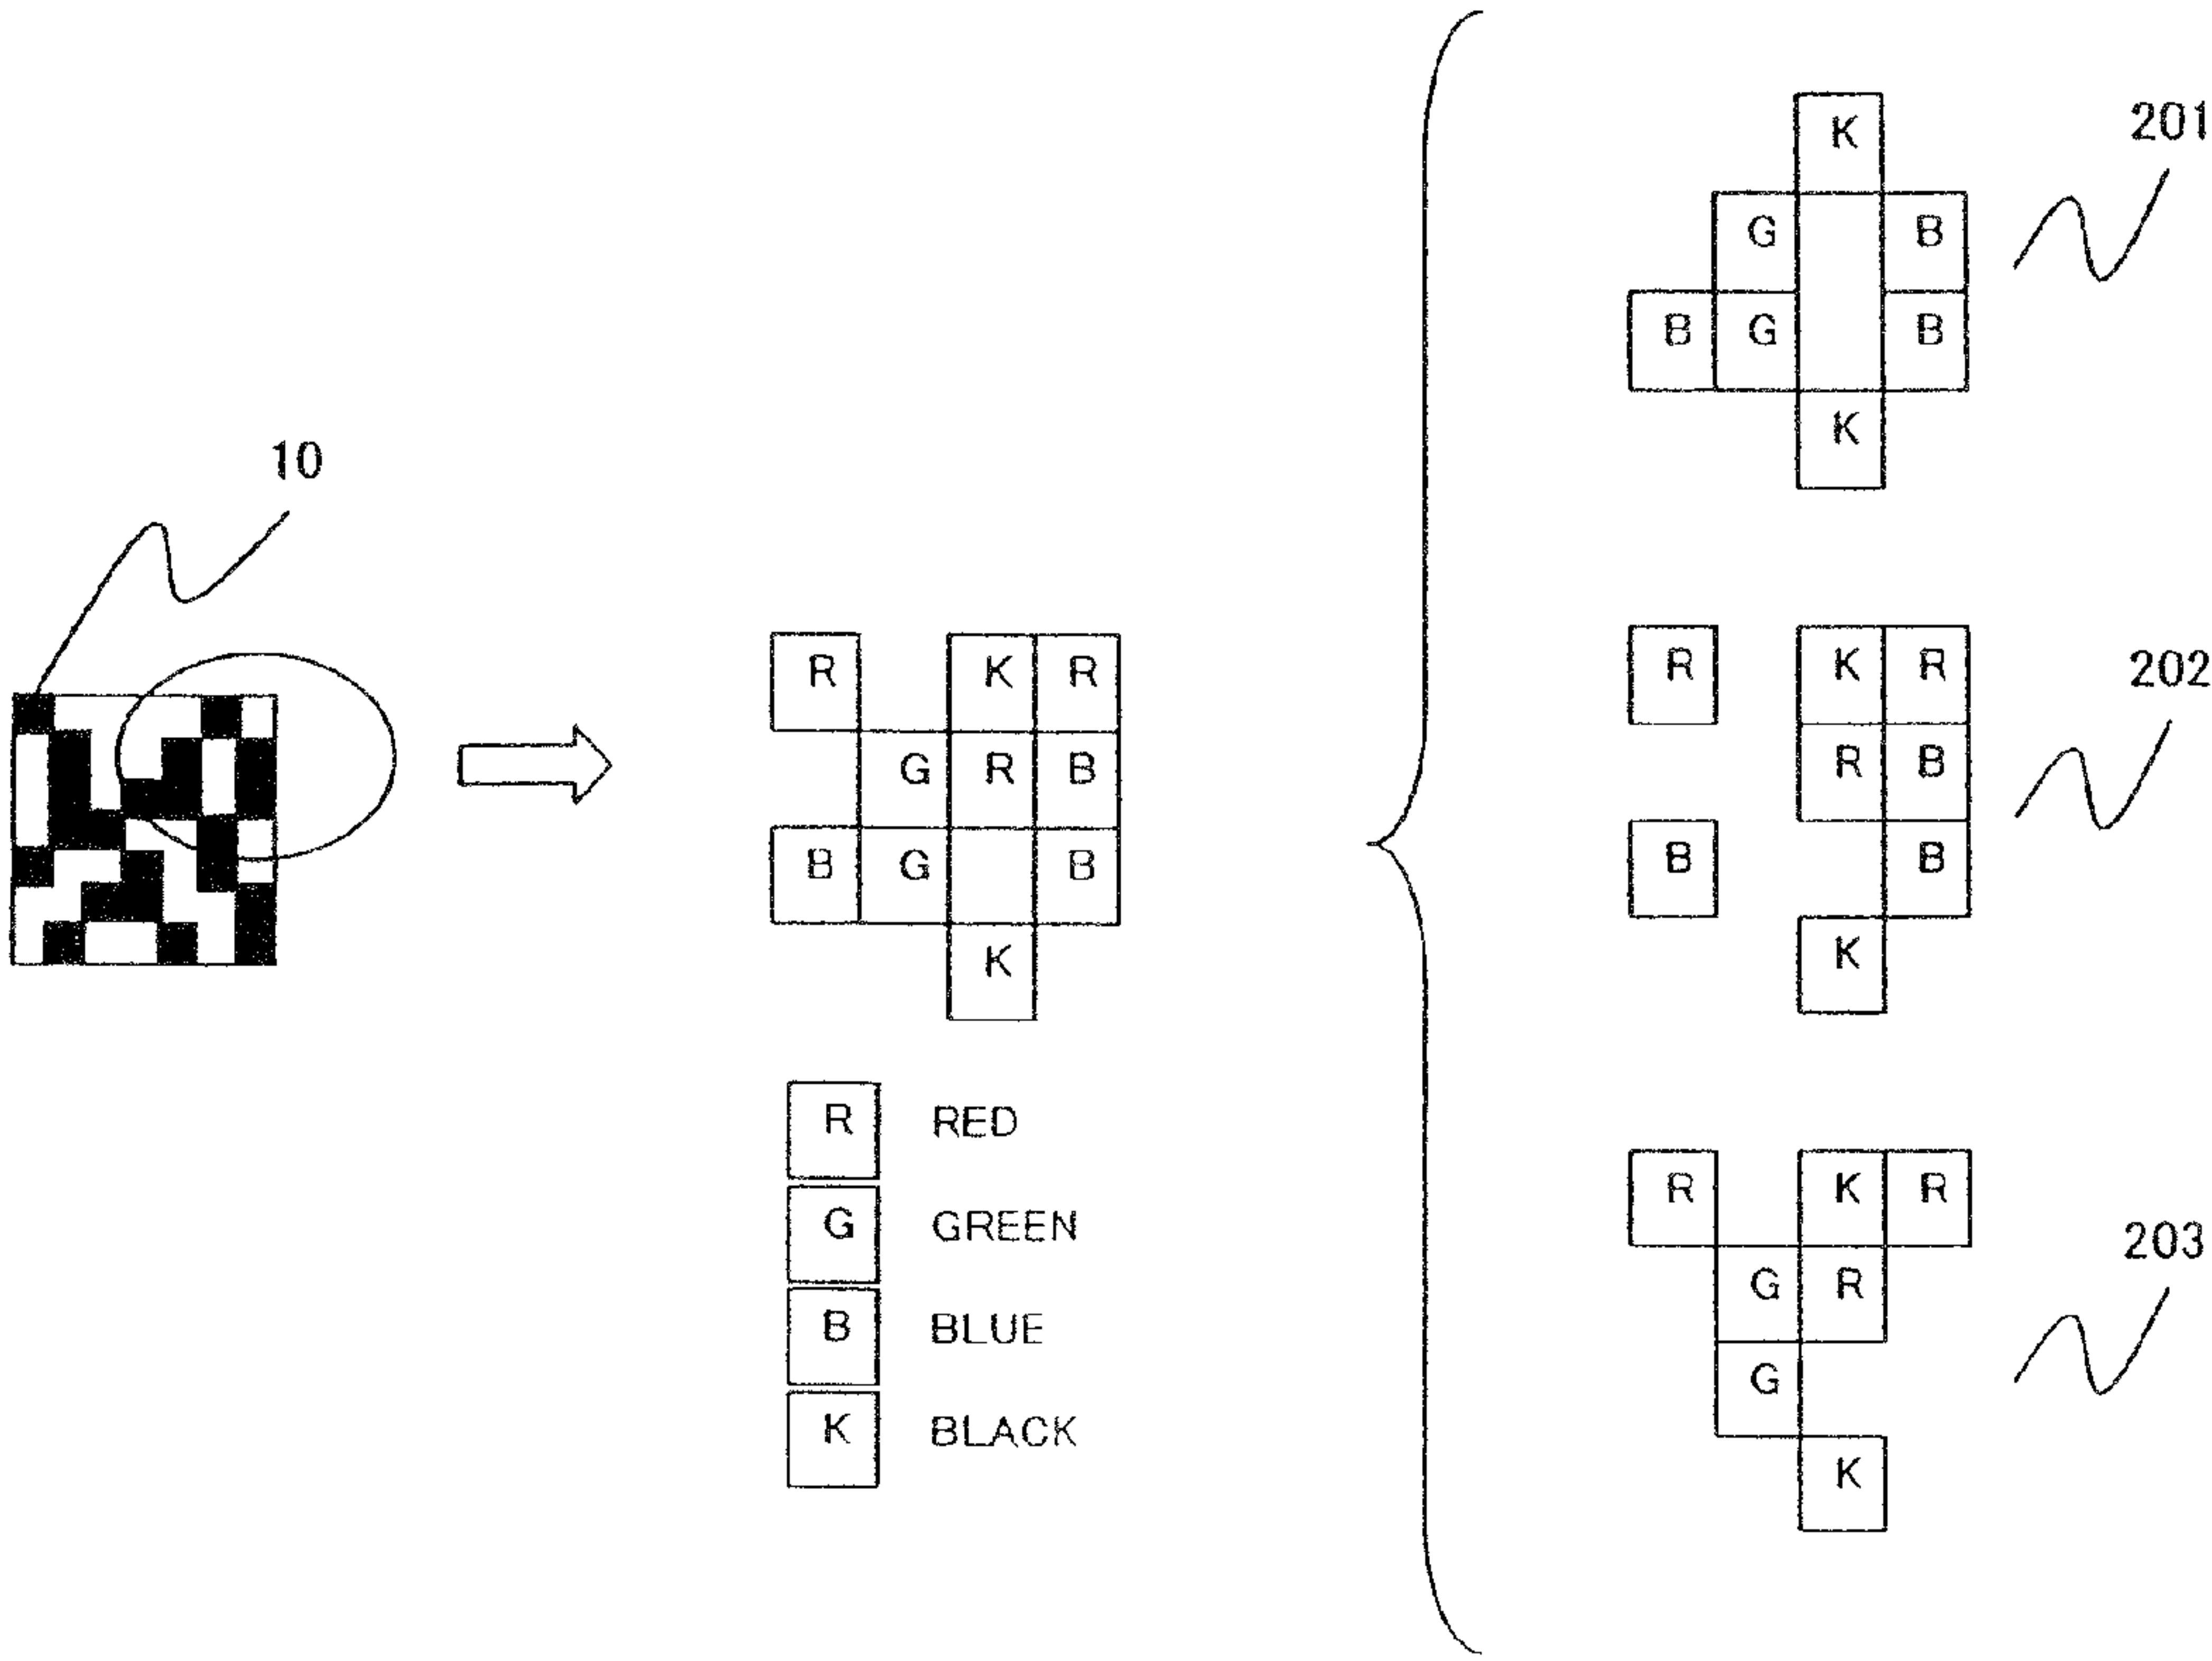 10
R K R
G R B
B G B
K
R RED
G GREEN
B BLUE
K BLACK
K
G B
B G B
K
201
R K R
R B
B B
K
202
R K R
G R
G
K
203